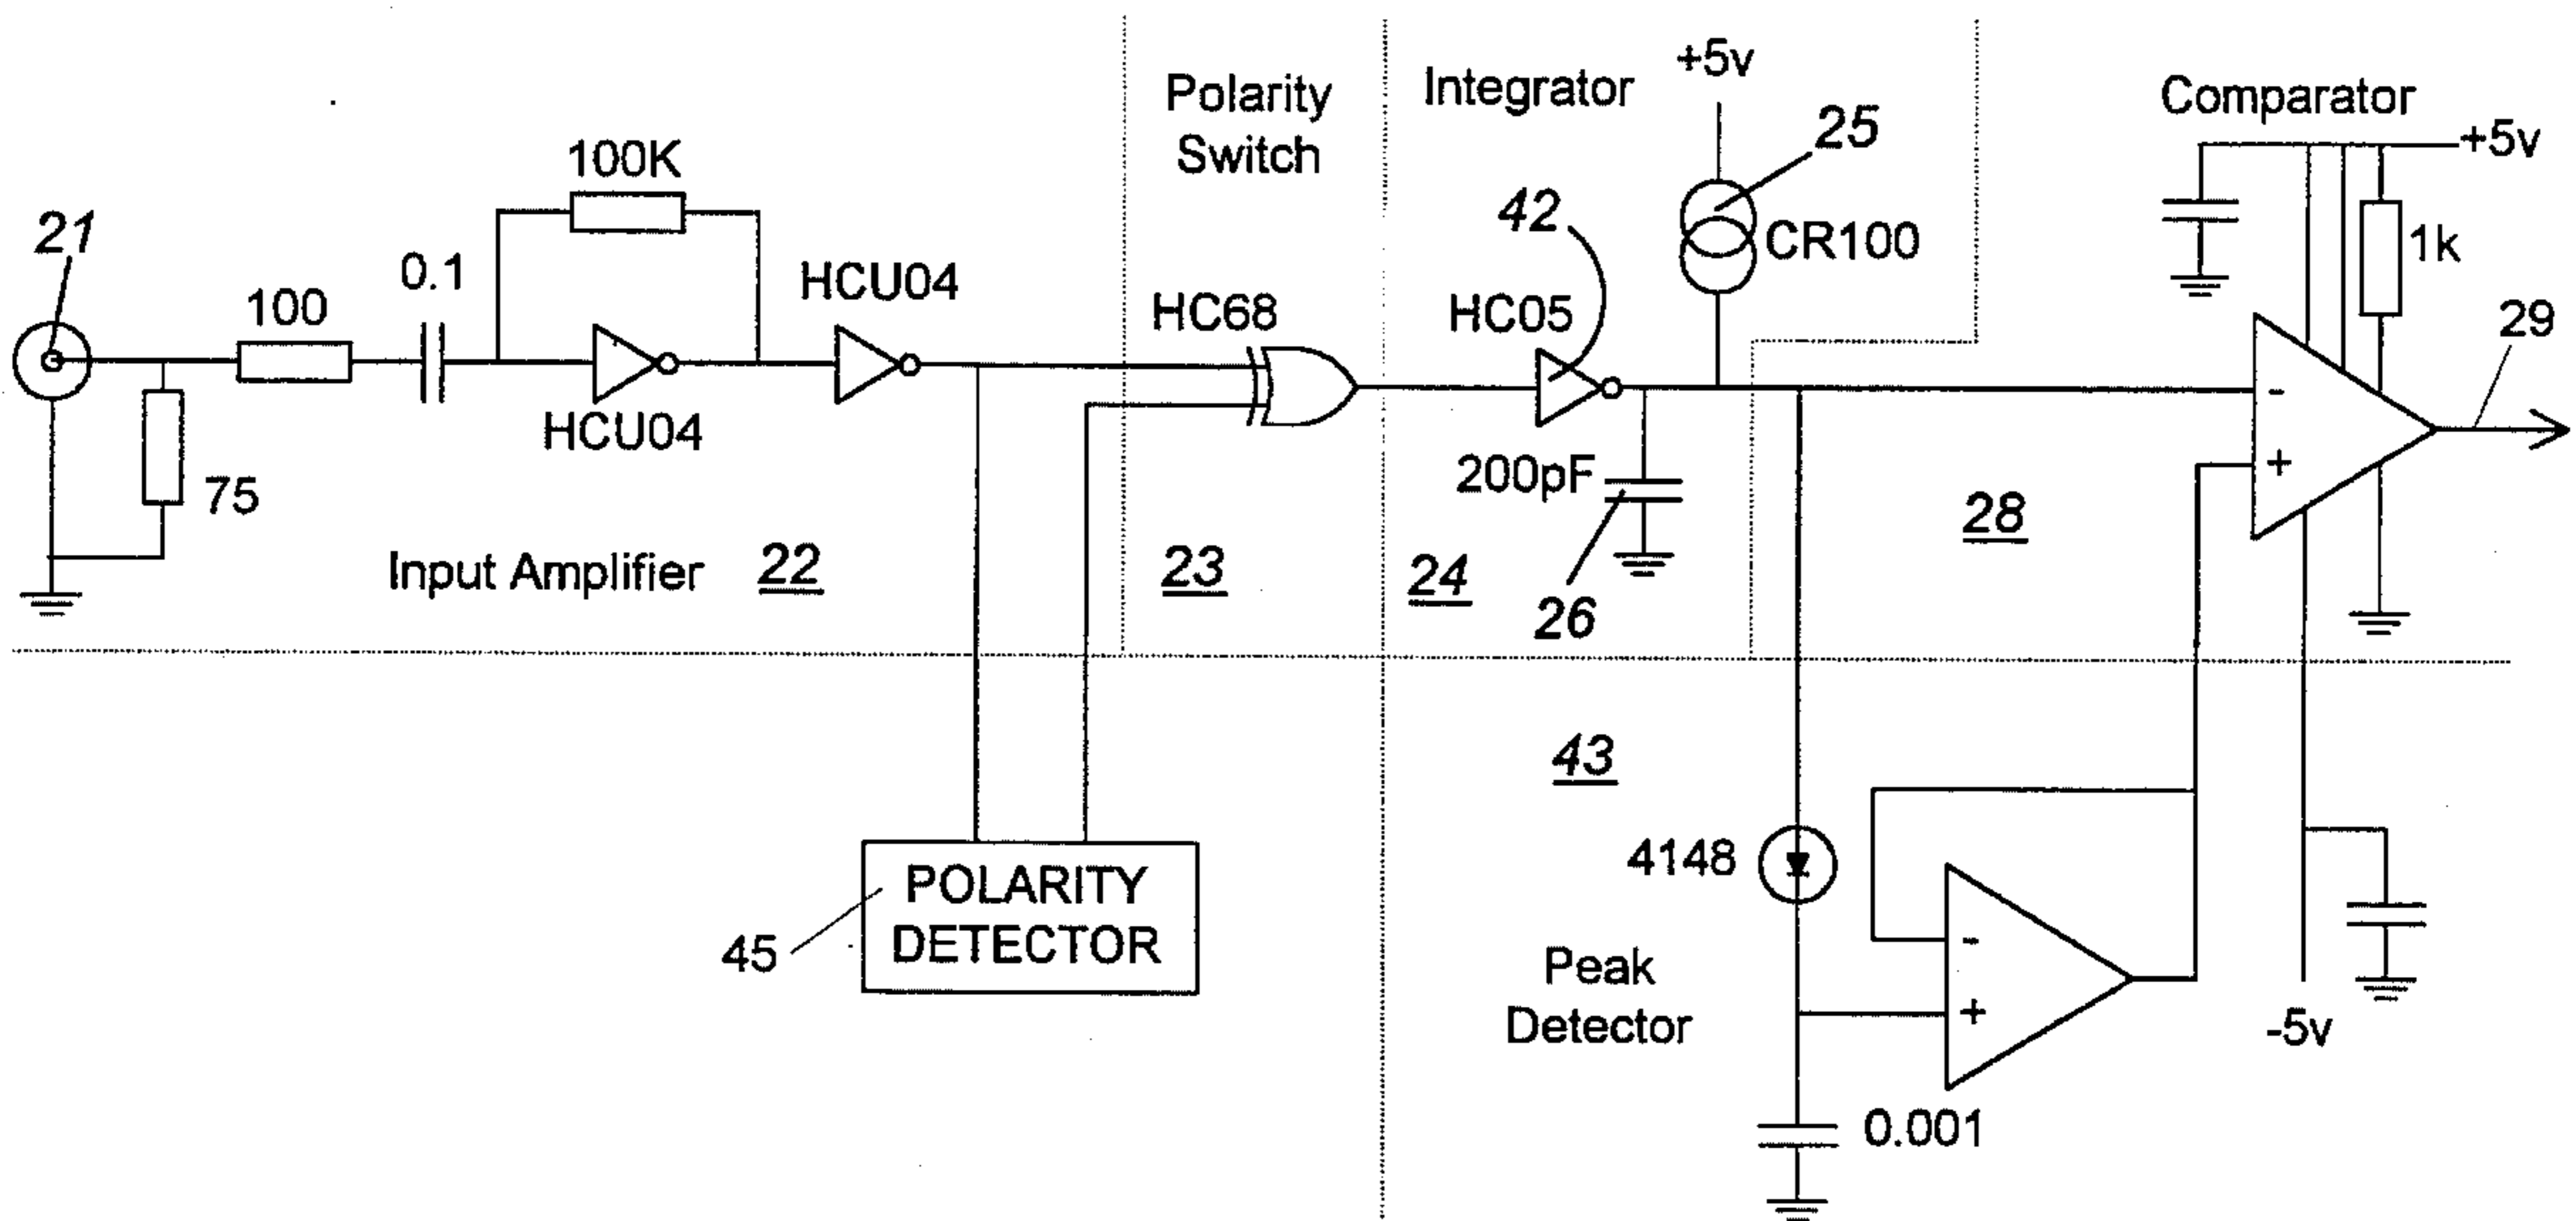 Polarity
Switch
Integrator
+5v
25
Comparator
+5v
100K
42
CR100
1k
21
0.1
100
HCU04
HCU04
HC68
HC05
29
-
+
75
200pF
28
Input Amplifier
22
23
24
26
43
4148
POLARITY
DETECTOR
45
-
+
Peak
Detector
-5v
0.001